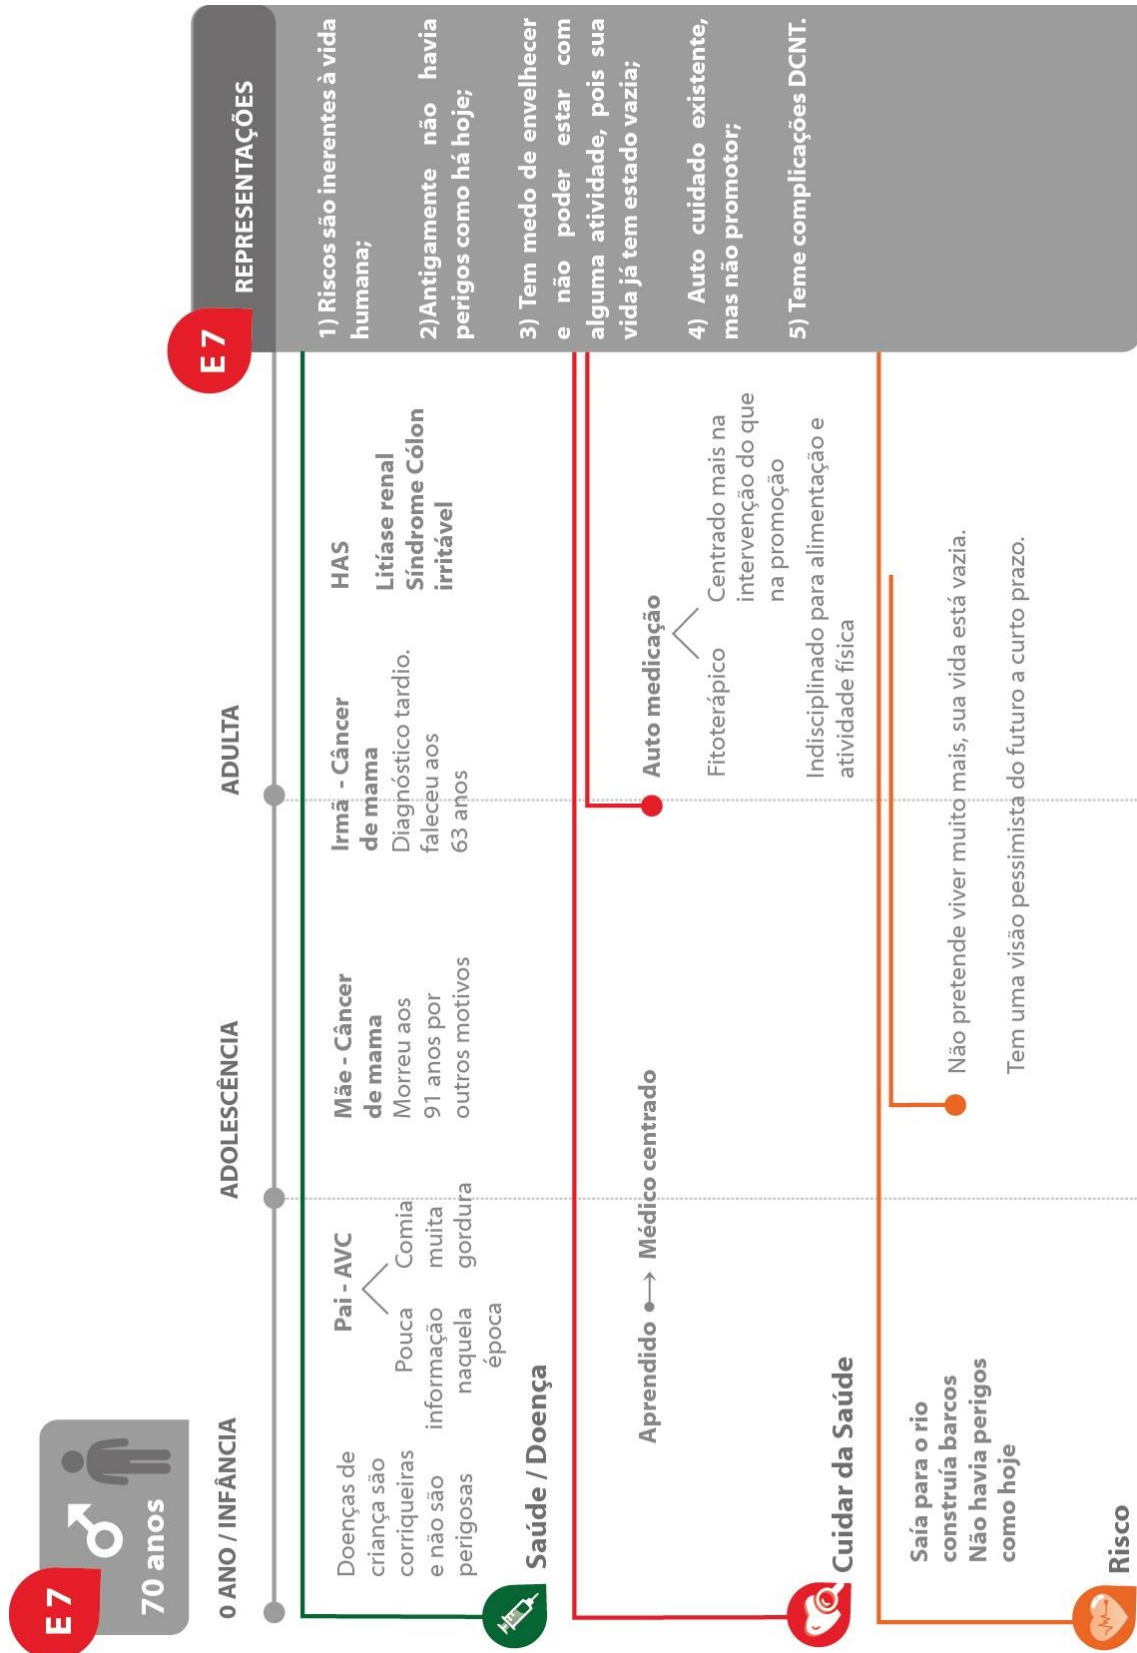 E 7
70 anos
0 ANO / INFÂNCIA
ADOLESCÊNCIA
ADULTA
E 7
REPRESENTAÇÕES
Doenças de
criança são
corriqueiras
e não são
perigosas
Pai - AVC
Pouca
informação
naquela
época
Comia
muita
gordura
Mãe - Câncer
de mama
Morreu aos
91 anos por
outros motivos
Irmã - Câncer
de mama
Diagnóstico tardio.
faleceu aos
63 anos
HAS
Litíase renal
Síndrome Cólon
irritável
Saúde / Doença
Aprendido
Médico centrado
Auto medicação
Fitoterápico
Centrado mais na
intervenção do que
na promoção
Indisciplinado para alimentação e
atividade física
Cuidar da Saúde
Saía para o rio
construía barcos
Não havia perigos
como hoje
Não pretende viver muito mais, sua vida está vazia.
Tem uma visão pessimista do futuro a curto prazo.
Risco
1) Riscos são inerentes à vida
humana;
2)Antigamente não havia
perigos como há hoje;
3) Tem medo de envelhecer
e não poder estar com
alguma atividade, pois sua
vida já tem estado vazia;
4) Auto cuidado existente,
mas não promotor;
5) Teme complicações DCNT.